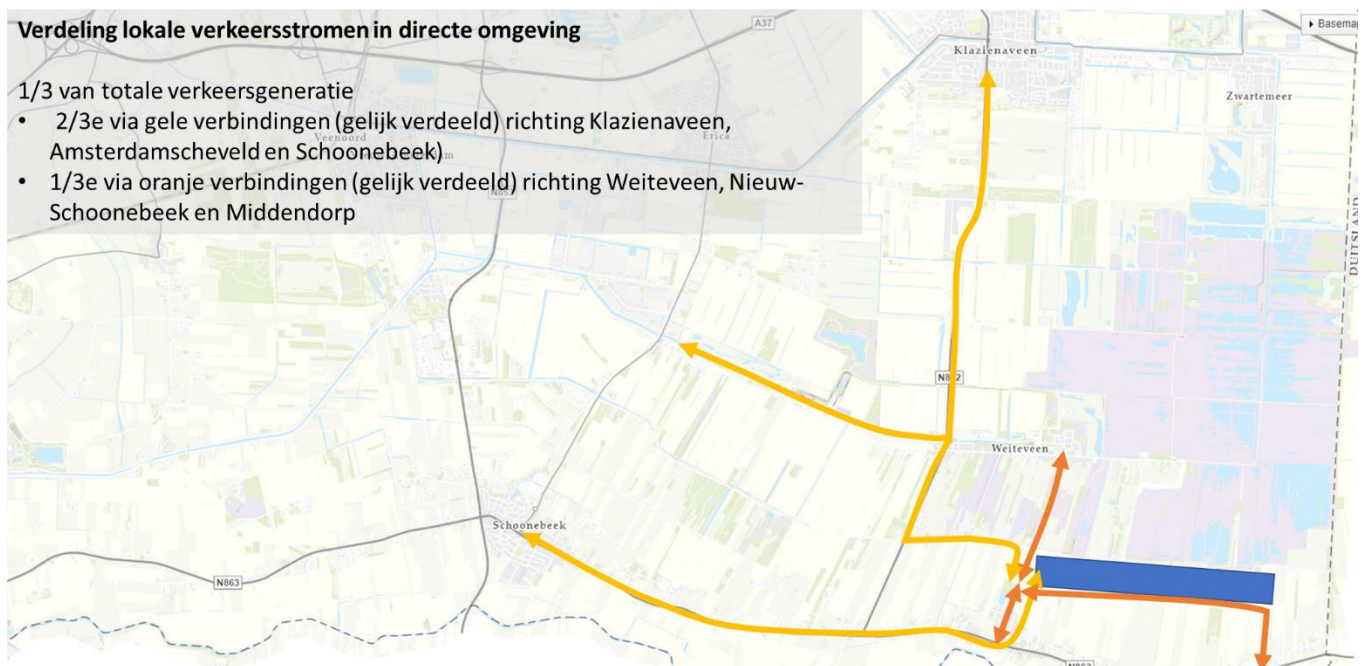 Verdeling lokale verkeersstromen in directe omgeving
1/3 van totale verkeersgeneratie
• 2/3e via gele verbindingen (gelijk verdeeld) richting Klazienaveen,
Amsterdamscheveld en Schoonebeek)
• 1/3e via oranje verbindingen (gelijk verdeeld) richting Weiteveen, Nieuw-
Schoonebeek en Middendorp
A37
Basemap
Klazienaveen
Zwartemeer
Veenoord
Erica
DUITSLAND
Weiteveen
Schoonebeek
N863
N863